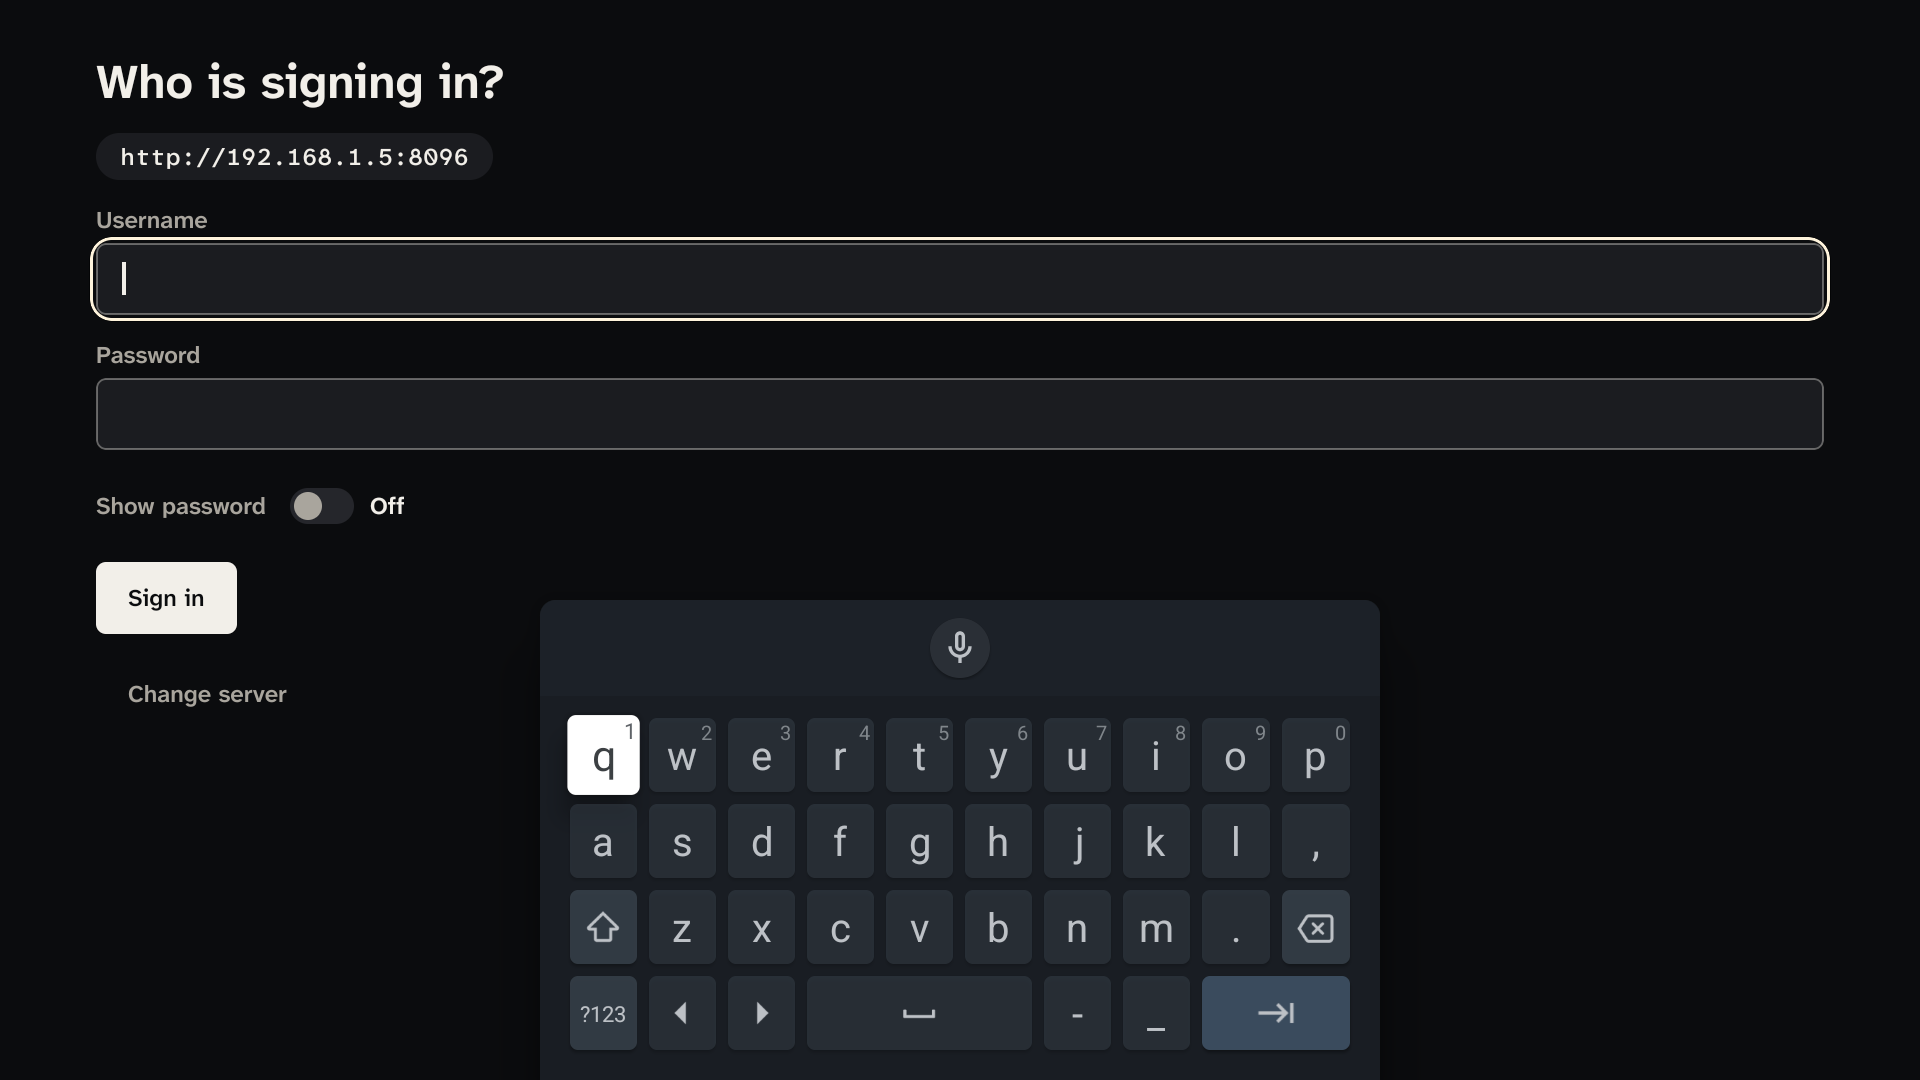 Who is signing in?
http://192.168.1.5:8096
Username
Password
Show password Off
Sign in
Change server
q 1 w 2 e 3 r 4 t 5 y 6 u 7 i 8 o 9 p 0
a s d f g h j k l ,
z x c v b n m .
?123 - _